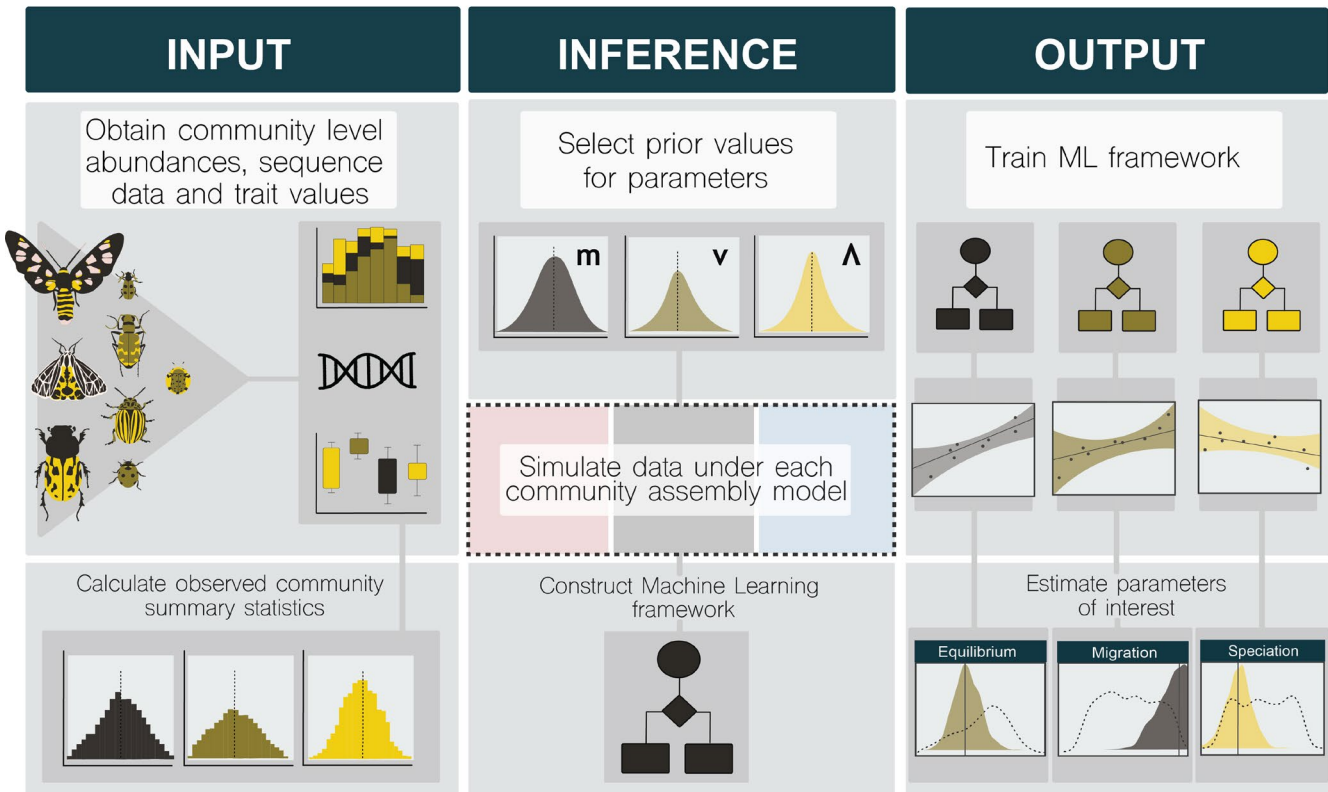 INPUT
Obtain community level
abundances, sequence
data and trait values
Calculate observed community
summary statistics
INFERENCE
Select prior values
for parameters
m
v
Λ
Simulate data under each
community assembly model
Construct Machine Learning
framework
OUTPUT
Train ML framework
Estimate parameters
of interest
Equilibrium
Migration
Speciation